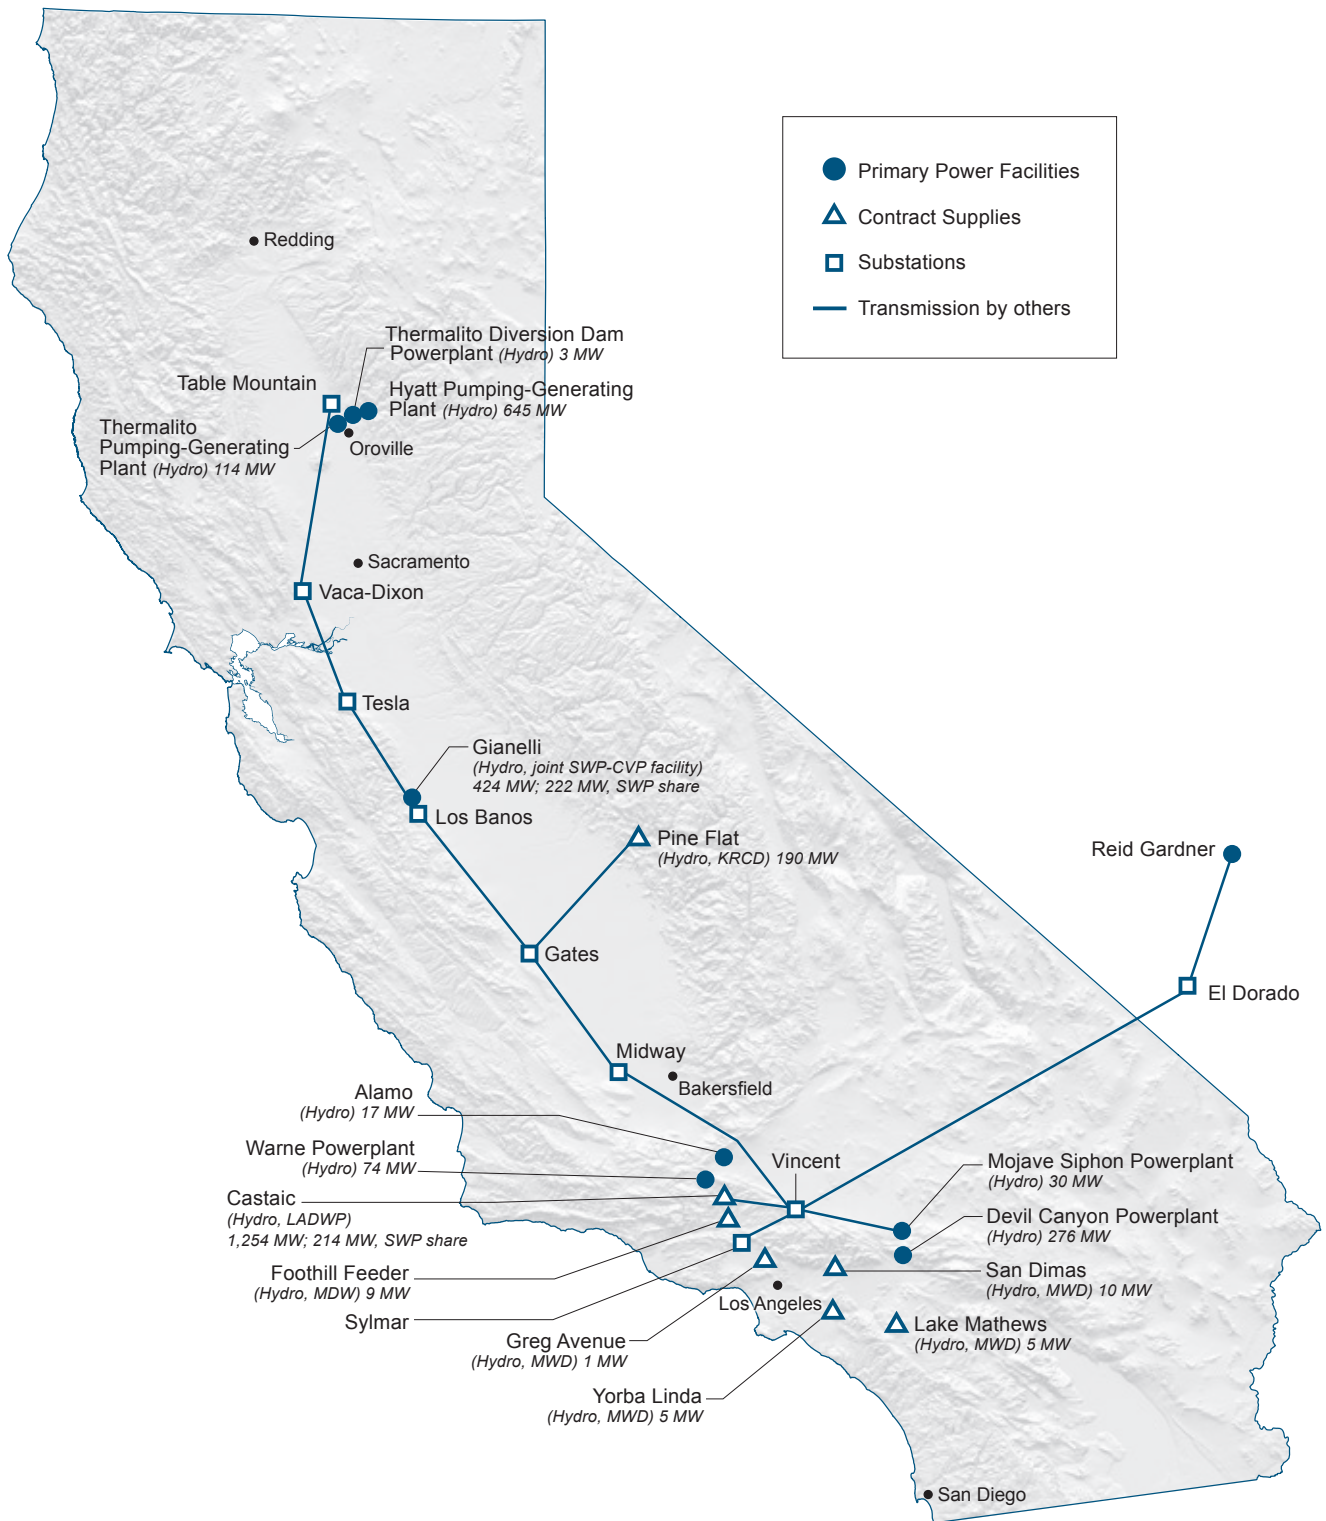 Primary Power Facilities
Contract Supplies
Substations
Transmission by others
Redding
Thermalito Diversion Dam
Powerplant (Hydro) 3 MW
Table Mountain
Hyatt Pumping-Generating
Plant (Hydro) 645 MW
Thermalito
Pumping-Generating
Plant (Hydro) 114 MW
Oroville
Sacramento
Vaca-Dixon
Tesla
Gianelli
(Hydro, joint SWP-CVP facility)
424 MW; 222 MW, SWP share
Los Banos
Pine Flat
(Hydro, KRCD) 190 MW
Reid Gardner
Gates
El Dorado
Midway
Bakersfield
Alamo
(Hydro) 17 MW
Warne Powerplant
(Hydro) 74 MW
Vincent
Mojave Siphon Powerplant
(Hydro) 30 MW
Castaic
(Hydro, LADWP)
1,254 MW; 214 MW, SWP share
Devil Canyon Powerplant
(Hydro) 276 MW
Foothill Feeder
(Hydro, MDW) 9 MW
San Dimas
(Hydro, MWD) 10 MW
Los Angeles
Sylmar
Lake Mathews
(Hydro, MWD) 5 MW
Greg Avenue
(Hydro, MWD) 1 MW
Yorba Linda
(Hydro, MWD) 5 MW
San Diego